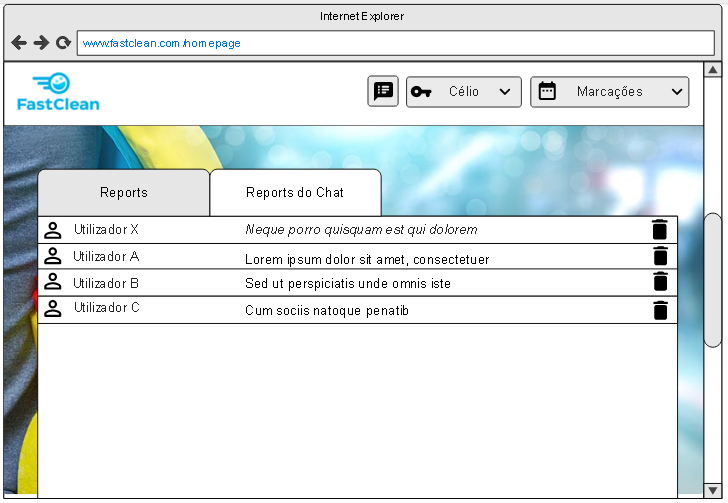 Internet Explorer
www.fastclean.com/homepage
FastClean
Célio
Marcações
Reports
Reports do Chat
Utilizador X
Neque porro quisquam est qui dolorem
Utilizador A
Lorem ipsum dolor sit amet, consectetuer
Utilizador B
Sed ut perspiciatis unde omnis iste
Utilizador C
Cum sociis natoque penatib